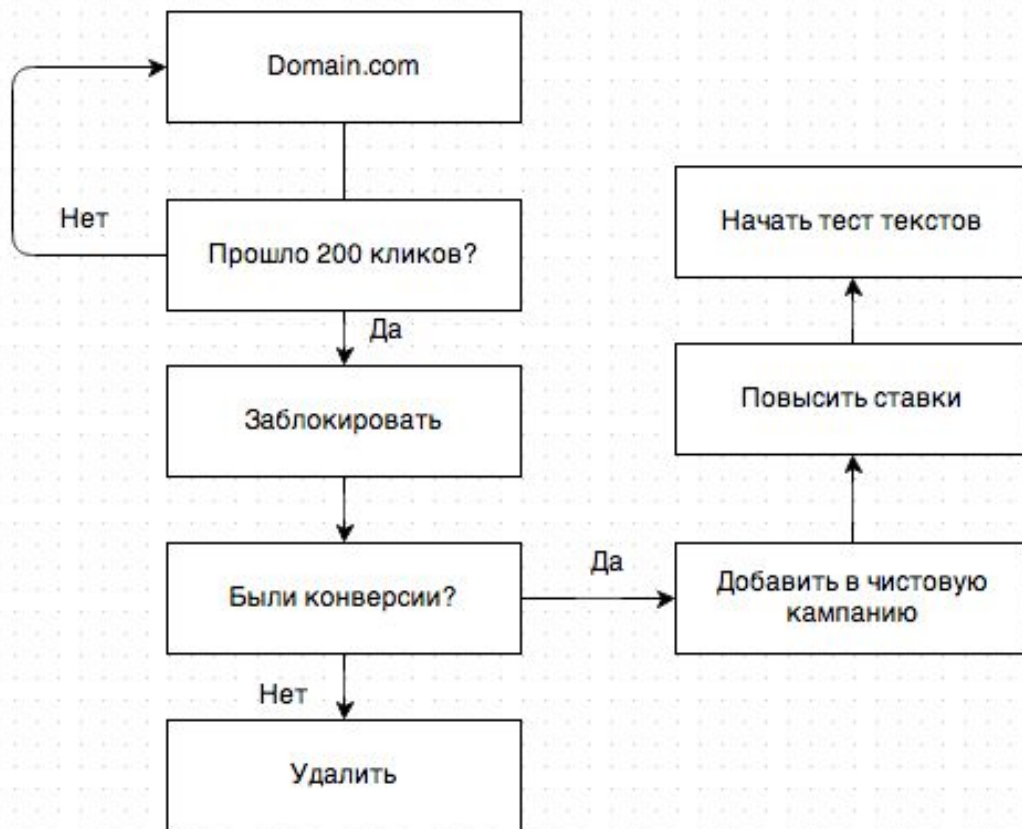 Domain.com
Нет
Прошло 200 кликов?
Да
Заблокировать
Были конверсии?
Нет
Удалить
Да
Добавить в чистовую
кампанию
Повысить ставки
Начать тест текстов